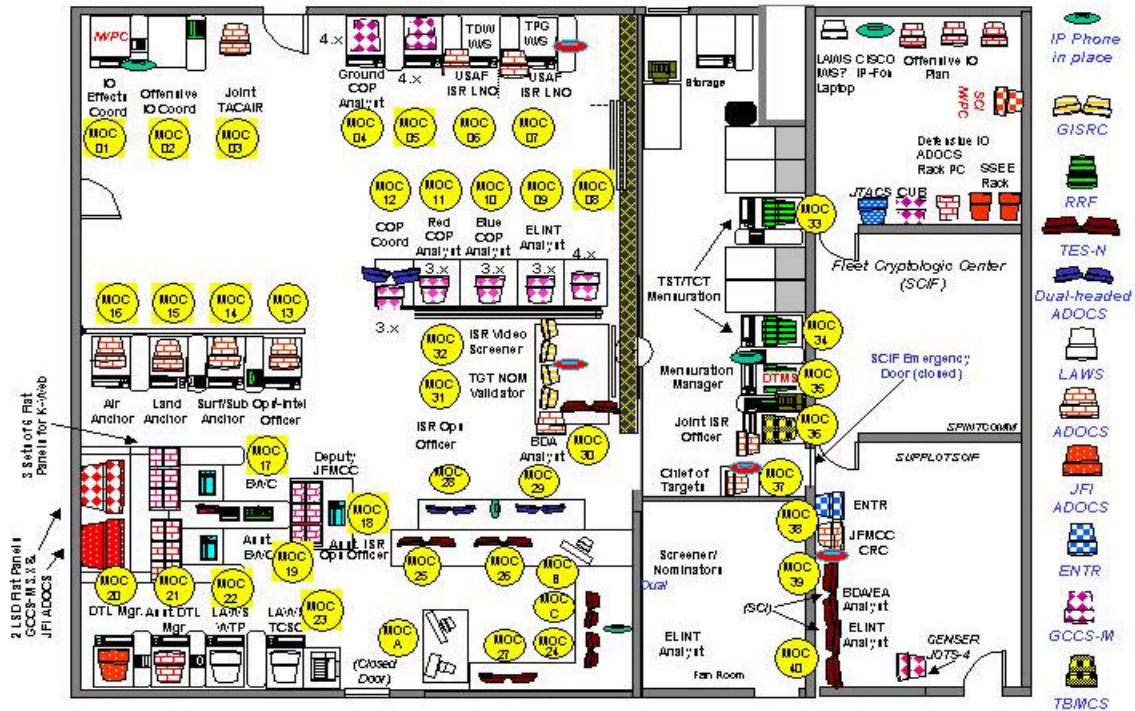 IWPC
IO
Effects
Coord
Offensive
IO Coord
Joint
TACAIR
4.x
Ground
COP
Analyst
4.x
TDW
WS
USAF
ISR LNO
TPG
WS
USAF
ISR LNO
MOC
01
MOC
02
MOC
03
MOC
04
MOC
05
MOC
06
MOC
07
MOC
12
MOC
11
MOC
10
MOC
09
MOC
08
COP
Coord
Red
COP
Analyst
Blue
COP
Analyst
ELINT
Analyst
4.x
3.x
3.x
3.x
3.x
MOC
16
MOC
15
MOC
14
MOC
13
Air
Anchor
Land
Anchor
Surf/Sub
Anchor
Ops-Intel
Officer
MOC
32
ISR Video
Screener
MOC
31
TGT NOM
Validator
ISR Ops
Officer
BDA
Analyst
MOC
30
MOC
28
MOC
29
3 Sets of 6 Flat
Panels for K-Web
2 LSD Flat Panels
GCCS-M 3.X &
JFI ADOCS
MOC
17
BWC
Deputy
JFMCC
MOC
18
Asst. ISR
Ops Officer
Asst
BWC
MOC
19
MOC
20
MOC
21
MOC
22
MOC
23
DTL Mgr.
Asst. DTL
Mgr
LAWS
WTP
LAWS
TCSC
MOC
25
MOC
26
MOC
B
MOC
C
MOC
A
MOC
27
MOC
24
(Closed
Door)
Storage
TST/TCT
Mensuration
MOC
33
MOC
34
Mensuration
Manager
DTMS
MOC
35
Joint ISR
Officer
MOC
36
Chief of
Targets
MOC
37
Screener/
Nominators
Dual
ELINT
Analyst
Fan Room
(SCI)
MOC
38
MOC
39
MOC
40
LAWS
WS?
Laptop
CISCO
IP-Fon
Offensive IO
Plan
SCI
IWPC
Defensive IO
ADOCS
Rack PC
SSEE
Rack
JTACS
CUB
Fleet Cryptologic Center
(SCIF)
SCIF Emergency
Door (closed)
SPINTCOMM
SUPPLOT SCIF
ENTR
JFMCC
CRC
BDA/EA
Analyst
ELINT
Analyst
GENSER
JOTS-4
IP Phone
in place
GISRC
RRF
TES-N
Dual-headed
ADOCS
LAWS
ADOCS
JFI
ADOCS
ENTR
GCCS-M
TBMCS